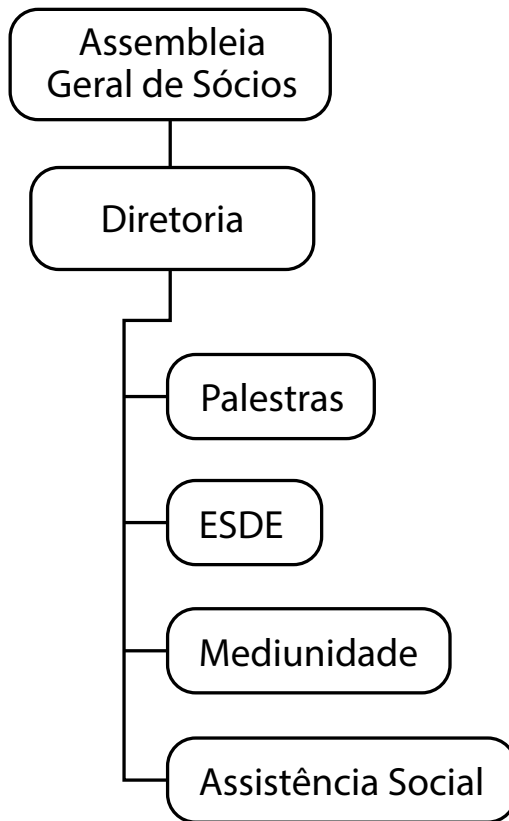 Assembleia
Geral de Sócios
Diretoria
Palestras
ESDE
Mediunidade
Assistência Social